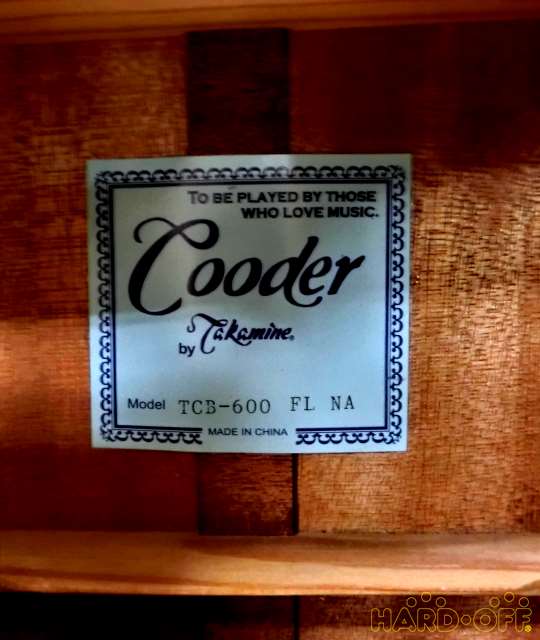 TO BE PLAYED BY THOSE
WHO LOVE MUSIC.
Cooder
by Takamine®
Model TCB-600 FL NA
MADE IN CHINA
HARD·OFF®